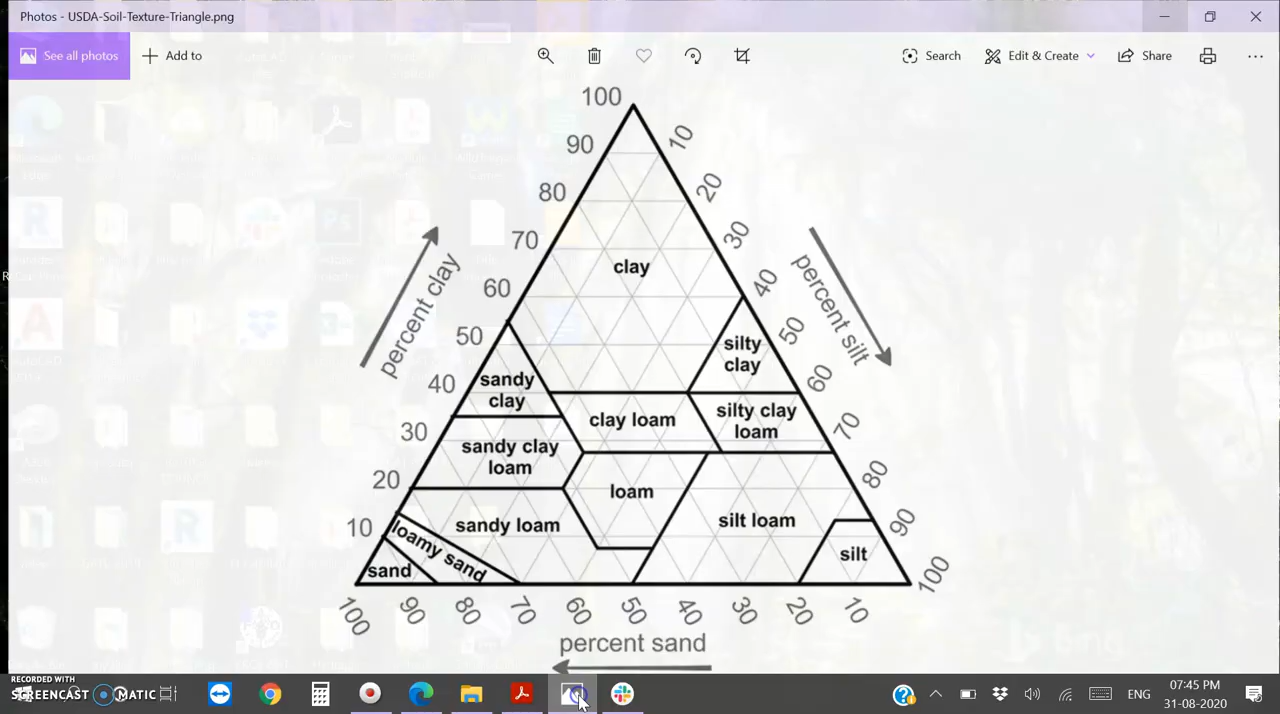 Photos - USDA-Soil-Texture-Triangle.png
See all photos
Add to
Search
Edit & Create
Share
100
90
80
70
60
50
40
30
20
10
percent clay
10
20
30
40
50
60
70
80
90
100
percent silt
clay
silty
clay
sandy
clay
clay loam
silty clay
loam
sandy clay
loam
loam
sandy loam
silt loam
loamy sand
silt
sand
100
90
80
70
60
50
40
30
20
10
percent sand
RECORDED WITH
SCREENCAST MATIC
ENG
07:45 PM
31-08-2020